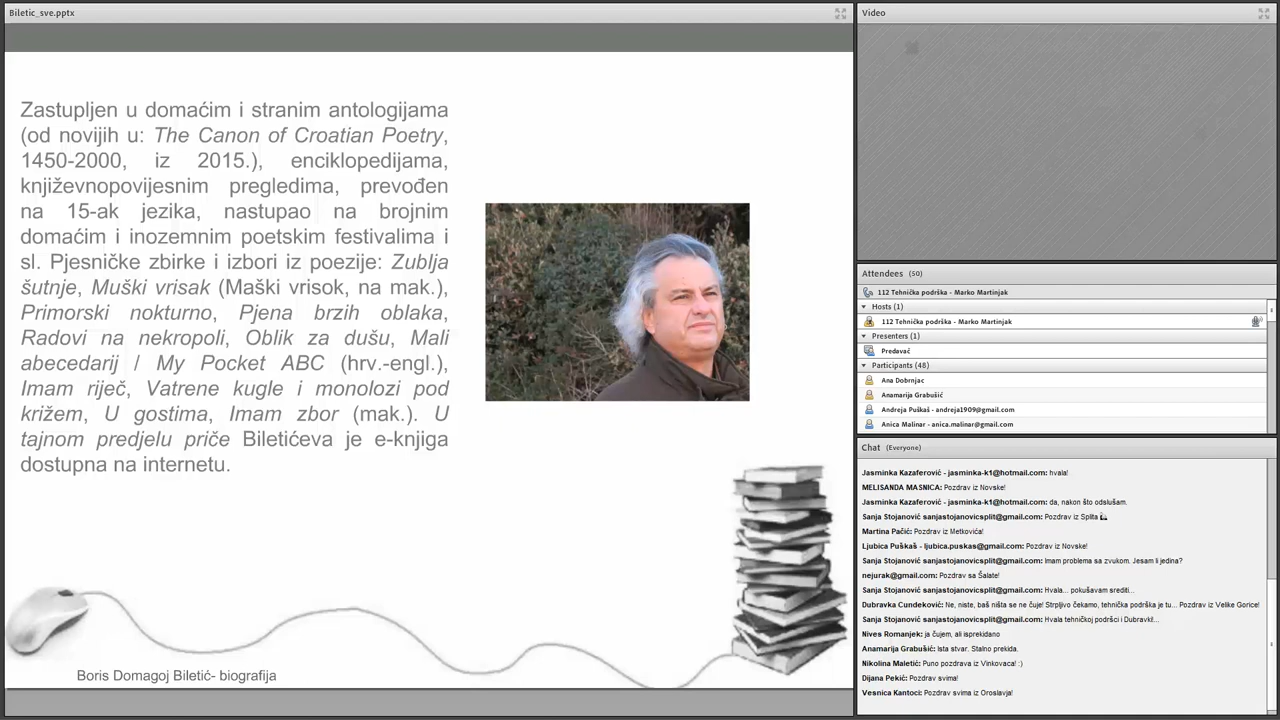 Biletic_sve.pptx
Zastupljen u domaćim i stranim antologijama
(od novijih u: The Canon of Croatian Poetry,
1450-2000, iz 2015.), enciklopedijama,
književnopovijesnim pregledima, prevođen
na 15-ak jezika, nastupao na brojnim
domaćim i inozemnim poetskim festivalima i
sl. Pjesničke zbirke i izbori iz poezije: Zublja
šutnje, Muški vrisak (Maški vrisok, na mak.),
Primorski nokturno, Pjena brzih oblaka,
Radovi na nekropoli, Oblik za dušu, Mali
abecedarij / My Pocket ABC (hrv.-engl.),
Imam riječ, Vatrene kugle i monolozi pod
križem, U gostima, Imam zbor (mak.). U
tajnom predjelu priče Biletićeva je e-knjiga
dostupna na internetu.
Boris Domagoj Biletić- biografija
Video
Attendees (50)
112 Tehnička podrška - Marko Martinjak
Hosts (1)
112 Tehnička podrška - Marko Martinjak
Presenters (1)
Predavač
Participants (48)
Ana Dobrnjac
Anamarija Grabušić
Andreja Puškaš - andreja1909@gmail.com
Anica Malinar - anica.malinar@gmail.com
Chat (Everyone)
Jasminka Kazaferović - jasminka-k1@hotmail.com: hvala!
MELISANDA MASNICA: Pozdrav iz Novske!
Jasminka Kazaferović - jasminka-k1@hotmail.com: da, nakon što odslušam.
Sanja Stojanović sanjastojanovicsplit@gmail.com: Pozdrav iz Splita
Martina Pačić: Pozdrav iz Metkovića!
Ljubica Puškaš - ljubica.puskas@gmail.com: Pozdrav iz Novske!
Sanja Stojanović sanjastojanovicsplit@gmail.com: Imam problema sa zvukom. Jesam li jedina?
nejurak@gmail.com: Pozdrav sa Šalate!
Sanja Stojanović sanjastojanovicsplit@gmail.com: Hvala... pokušavam srediti...
Dubravka Cundeković: Ne, niste, baš ništa se ne čuje! Strpljivo čekamo, tehnička podrška je tu... Pozdrav iz Velike Gorice!
Sanja Stojanović sanjastojanovicsplit@gmail.com: Hvala tehničkoj podršci i Dubravki!...
Nives Romanjek: ja čujem, ali isprekidano
Anamarija Grabušić: Ista stvar. Stalno prekida.
Nikolina Maletić: Puno pozdrava iz Vinkovaca! :)
Dijana Pekić: Pozdrav svima!
Vesnica Kantoci: Pozdrav svima iz Oroslavja!